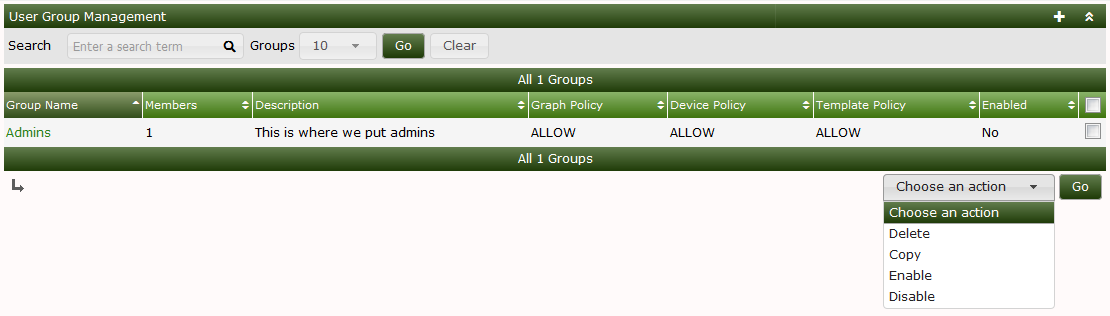 User Group Management
Search Enter a search term Groups 10 Go Clear
All 1 Groups
Group Name Members Description Graph Policy Device Policy Template Policy Enabled
Admins 1 This is where we put admins ALLOW ALLOW ALLOW No
All 1 Groups
Choose an action Go
Choose an action
Delete
Copy
Enable
Disable